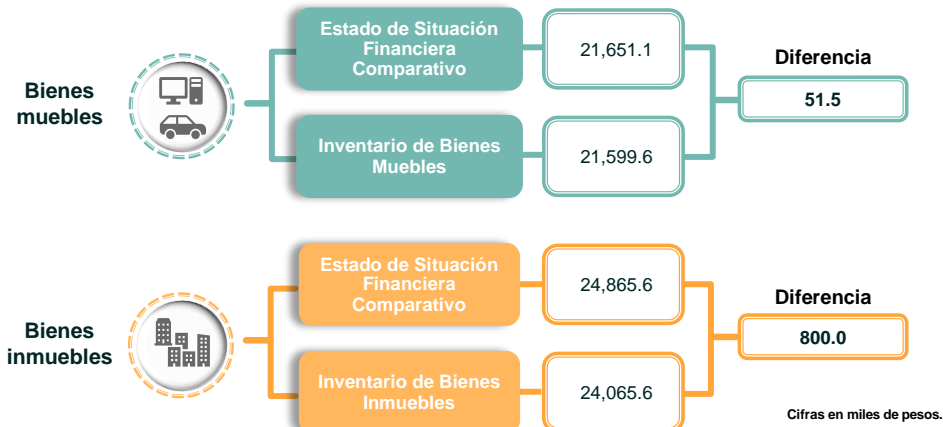 Bienes
muebles
Estado de Situación
Financiera
Comparativo
21,651.1
Inventario de Bienes
Muebles
21,599.6
Diferencia
51.5
Bienes
inmuebles
Estado de Situación
Financiera
Comparativo
24,865.6
Inventario de Bienes
Inmuebles
24,065.6
Diferencia
800.0
Cifras en miles de pesos.